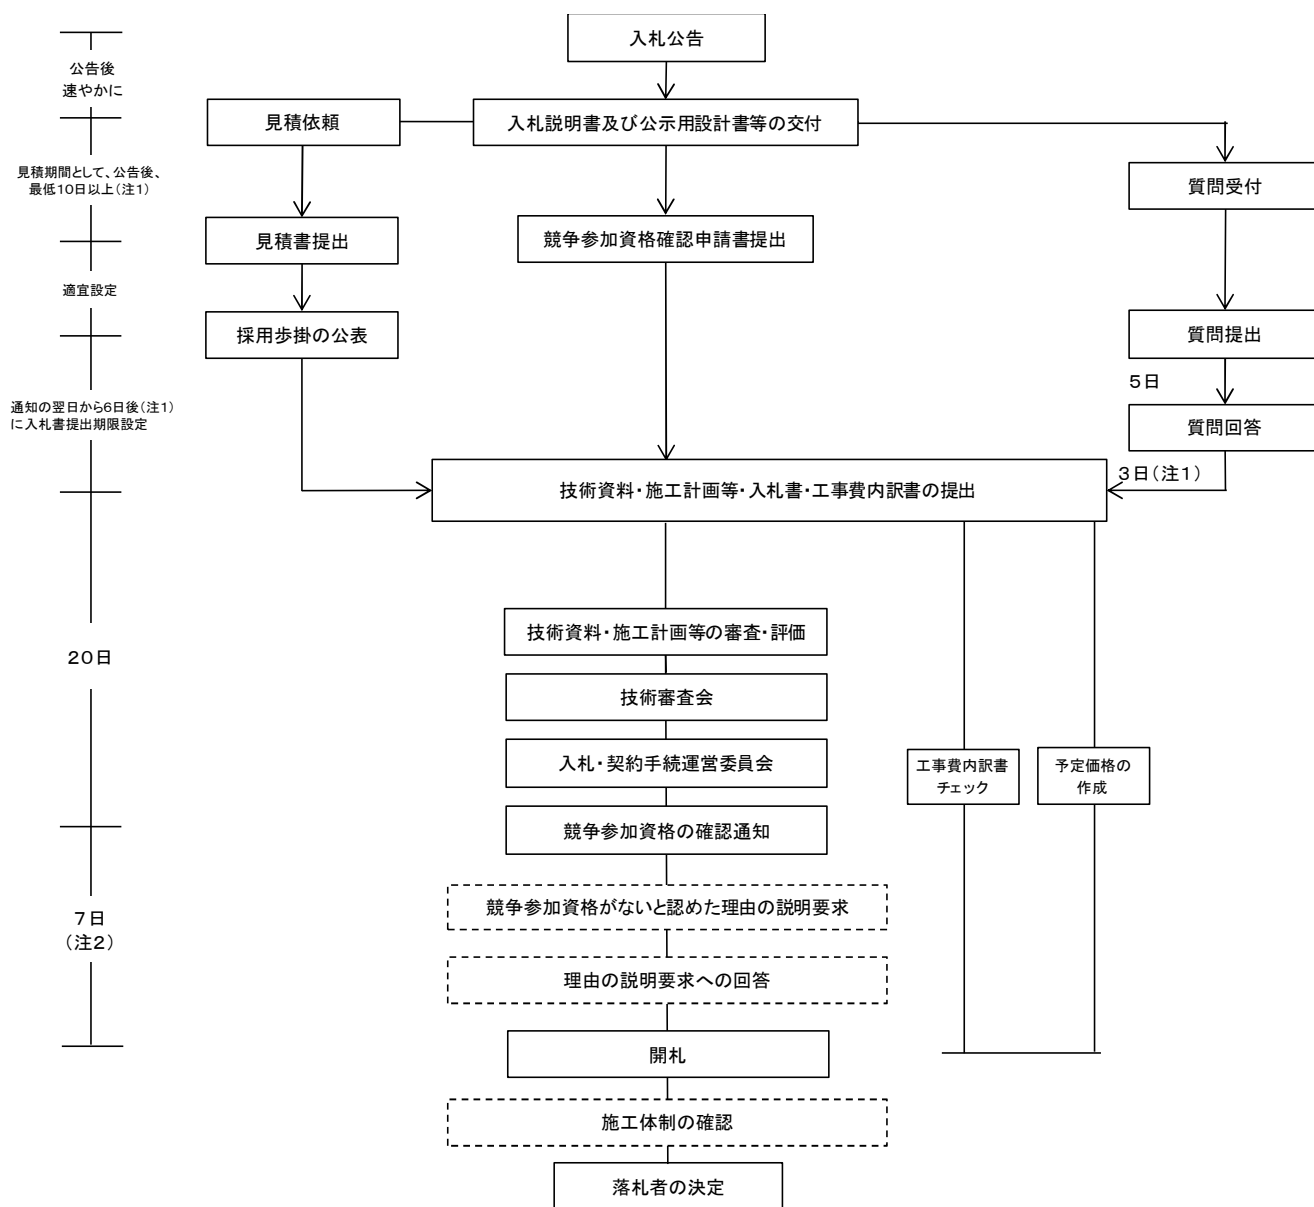 入札公告
公告後
速やかに
見積依頼
入札説明書及び公示用設計書等の交付
見積期間として、公告後、
最低10日以上(注1)
質問受付
見積書提出
競争参加資格確認申請書提出
適宜設定
採用歩掛の公表
質問提出
5日
通知の翌日から6日後(注1)
に入札書提出期限設定
質問回答
3日(注1)
技術資料・施工計画等・入札書・工事費内訳書の提出
技術資料・施工計画等の審査・評価
20日
技術審査会
入札・契約手続運営委員会
工事費内訳書
チェック
予定価格の
作成
競争参加資格の確認通知
7日
(注2)
競争参加資格がないと認めた理由の説明要求
理由の説明要求への回答
開札
施工体制の確認
落札者の決定